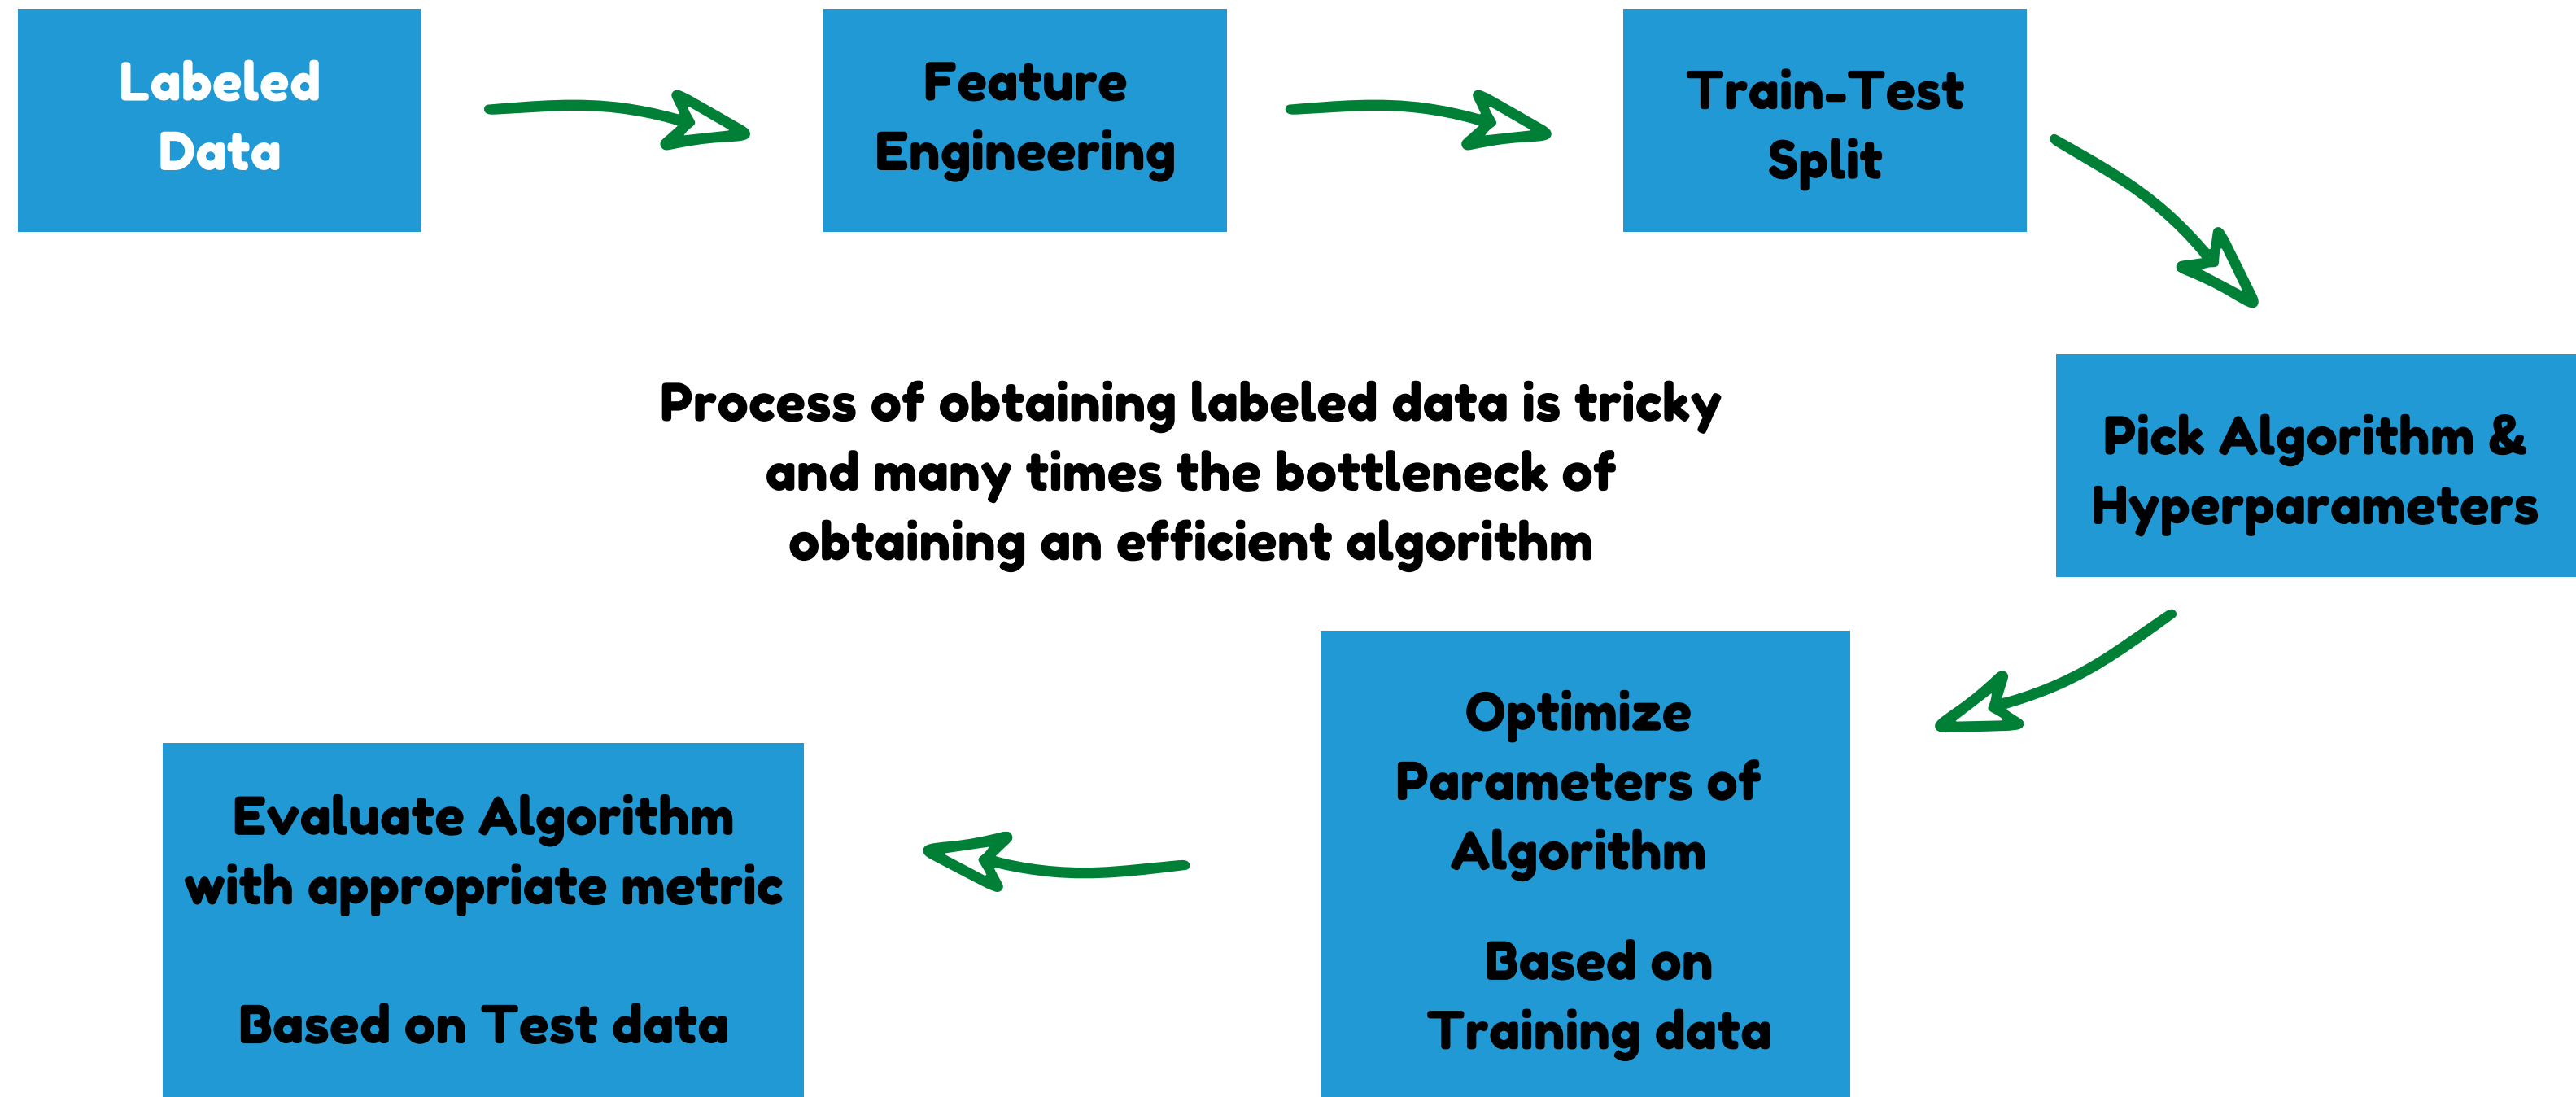 Labeled
Data
Feature
Engineering
Train-Test
Split
Process of obtaining labeled data is tricky
and many times the bottleneck of
obtaining an efficient algorithm
Pick Algorithm &
Hyperparameters
Optimize
Parameters of
Algorithm
Based on
Training data
Evaluate Algorithm
with appropriate metric
Based on Test data